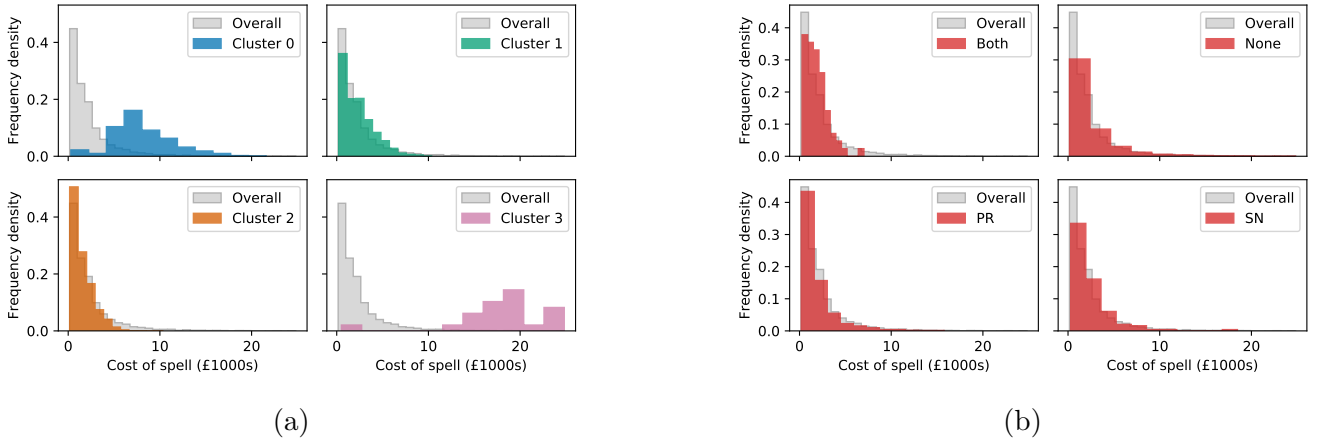 Overall
Cluster 0
Overall
Cluster 1
0.4
0.2
0.0
Frequency density
Overall
Cluster 2
Overall
Cluster 3
0.4
0.2
0.0
Frequency density
0 10 20
0 10 20
Cost of spell (£1000s)
Cost of spell (£1000s)
(a)
Overall
Both
Overall
None
0.4
0.3
0.2
0.1
0.0
Frequency density
Overall
PR
Overall
SN
0.4
0.3
0.2
0.1
0.0
Frequency density
0 10 20
0 10 20
Cost of spell (£1000s)
Cost of spell (£1000s)
(b)